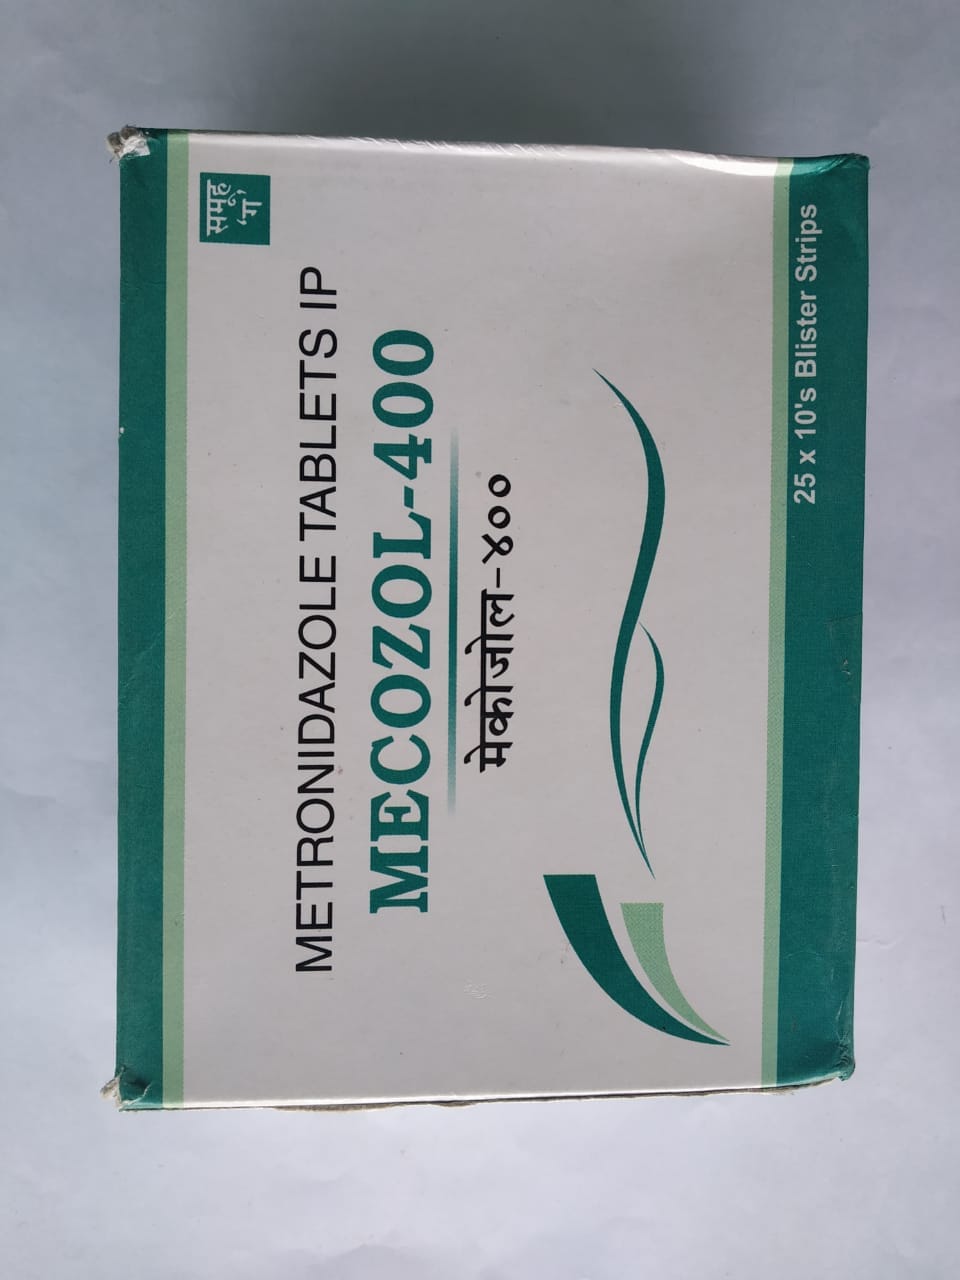 समूह
'ग'
METRONIDAZOLE TABLETS IP
MECOZOL-400
मेकोजोल-४००
25 x 10's Blister Strips